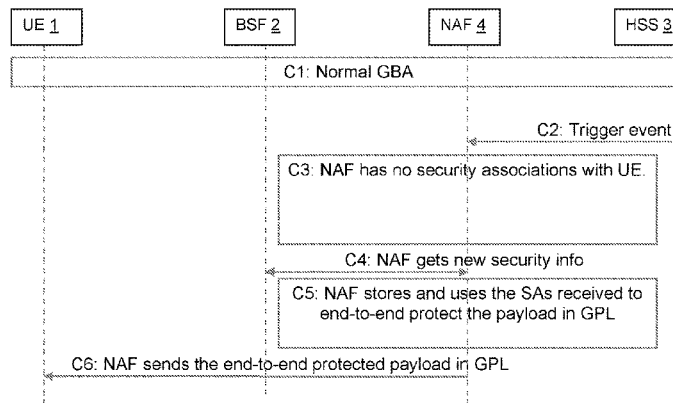 UE 1 BSF 2 NAF 4 HSS 3
C1: Normal GBA
C2: Trigger event
C3: NAF has no security associations with UE.
C4: NAF gets new security info
C5: NAF stores and uses the SAs received to
end-to-end protect the payload in GPL
C6: NAF sends the end-to-end protected payload in GPL